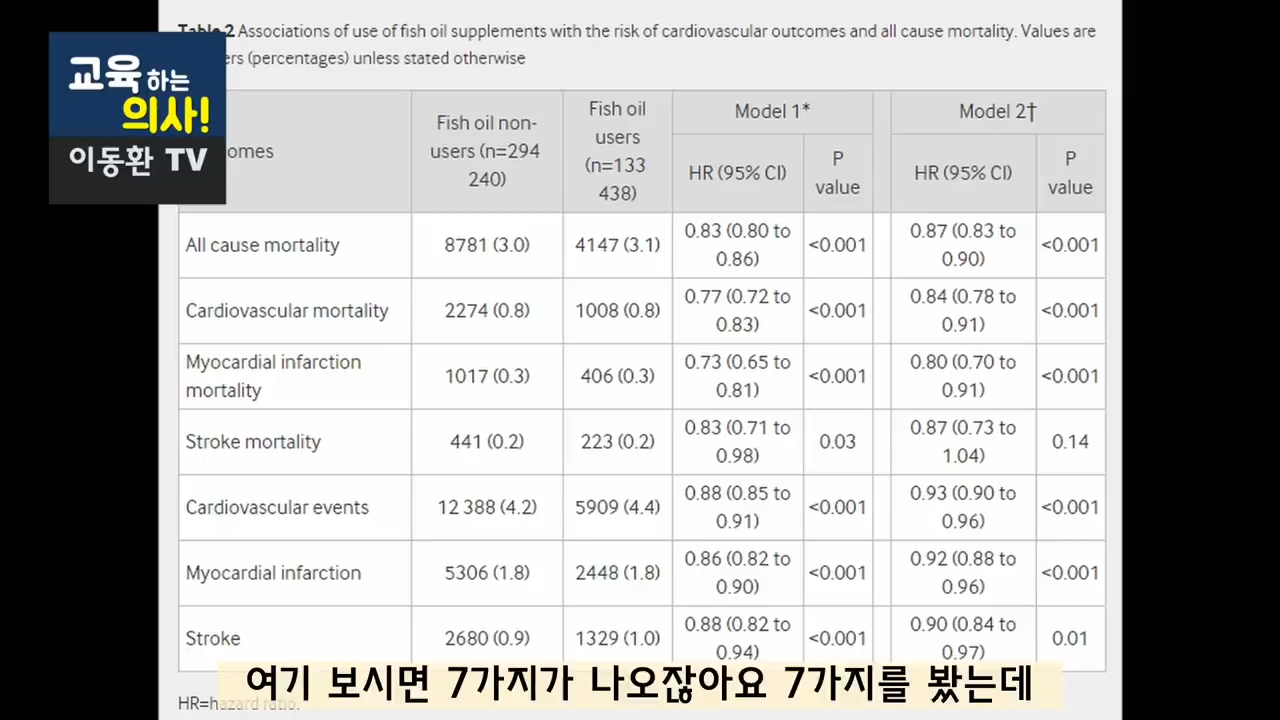 Table 2 Associations of use of fish oil supplements with the risk of cardiovascular outcomes and all cause mortality. Values are
(percentages) unless stated otherwise
교육하는
의사!
이동환 TV
Fish oil non-
users (n=294
240)
Fish oil
users
(n=133
438)
Model 1*
Model 2†
HR (95% CI)
P
value
HR (95% CI)
P
value
All cause mortality 8781 (3.0) 4147 (3.1) 0.83 (0.80 to
0.86) <0.001 0.87 (0.83 to
0.90) <0.001
Cardiovascular mortality 2274 (0.8) 1008 (0.8) 0.77 (0.72 to
0.83) <0.001 0.84 (0.78 to
0.91) <0.001
Myocardial infarction
mortality 1017 (0.3) 406 (0.3) 0.73 (0.65 to
0.81) <0.001 0.80 (0.70 to
0.91) <0.001
Stroke mortality 441 (0.2) 223 (0.2) 0.83 (0.71 to
0.98) 0.03 0.87 (0.73 to
1.04) 0.14
Cardiovascular events 12 388 (4.2) 5909 (4.4) 0.88 (0.85 to
0.91) <0.001 0.93 (0.90 to
0.96) <0.001
Myocardial infarction 5306 (1.8) 2448 (1.8) 0.86 (0.82 to
0.90) <0.001 0.92 (0.88 to
0.96) <0.001
Stroke 2680 (0.9) 1329 (1.0) 0.88 (0.82 to
0.94) <0.001 0.90 (0.84 to
0.97) 0.01
여기 보시면 7가지가 나오잖아요 7가지를 봤는데
HR=hazard ratio.